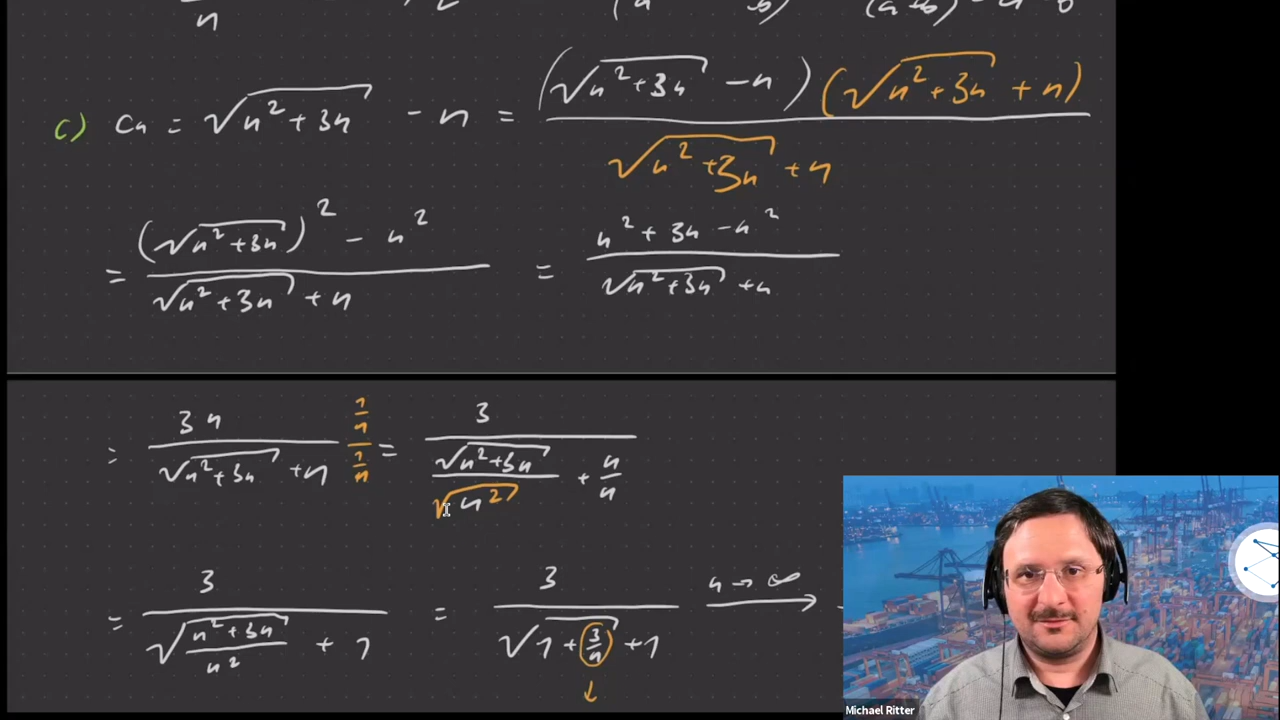 n
c) cn = √(n² + 3n) - n = (√(n² + 3n) - n)(√(n² + 3n) + n) / (√(n² + 3n) + n)
= ((√(n² + 3n))² - n²) / (√(n² + 3n) + n) = (n² + 3n - n²) / (√(n² + 3n) + n)
= 3n / (√(n² + 3n) + n) (1/n) / (1/n) = 3 / (√(n² + 3n) / √(n²) + n/n)
= 3 / (√((n² + 3n) / n²) + 1) = 3 / (√(1 + 3/n) + 1) n → ∞ ⟶
↓
Michael Ritter